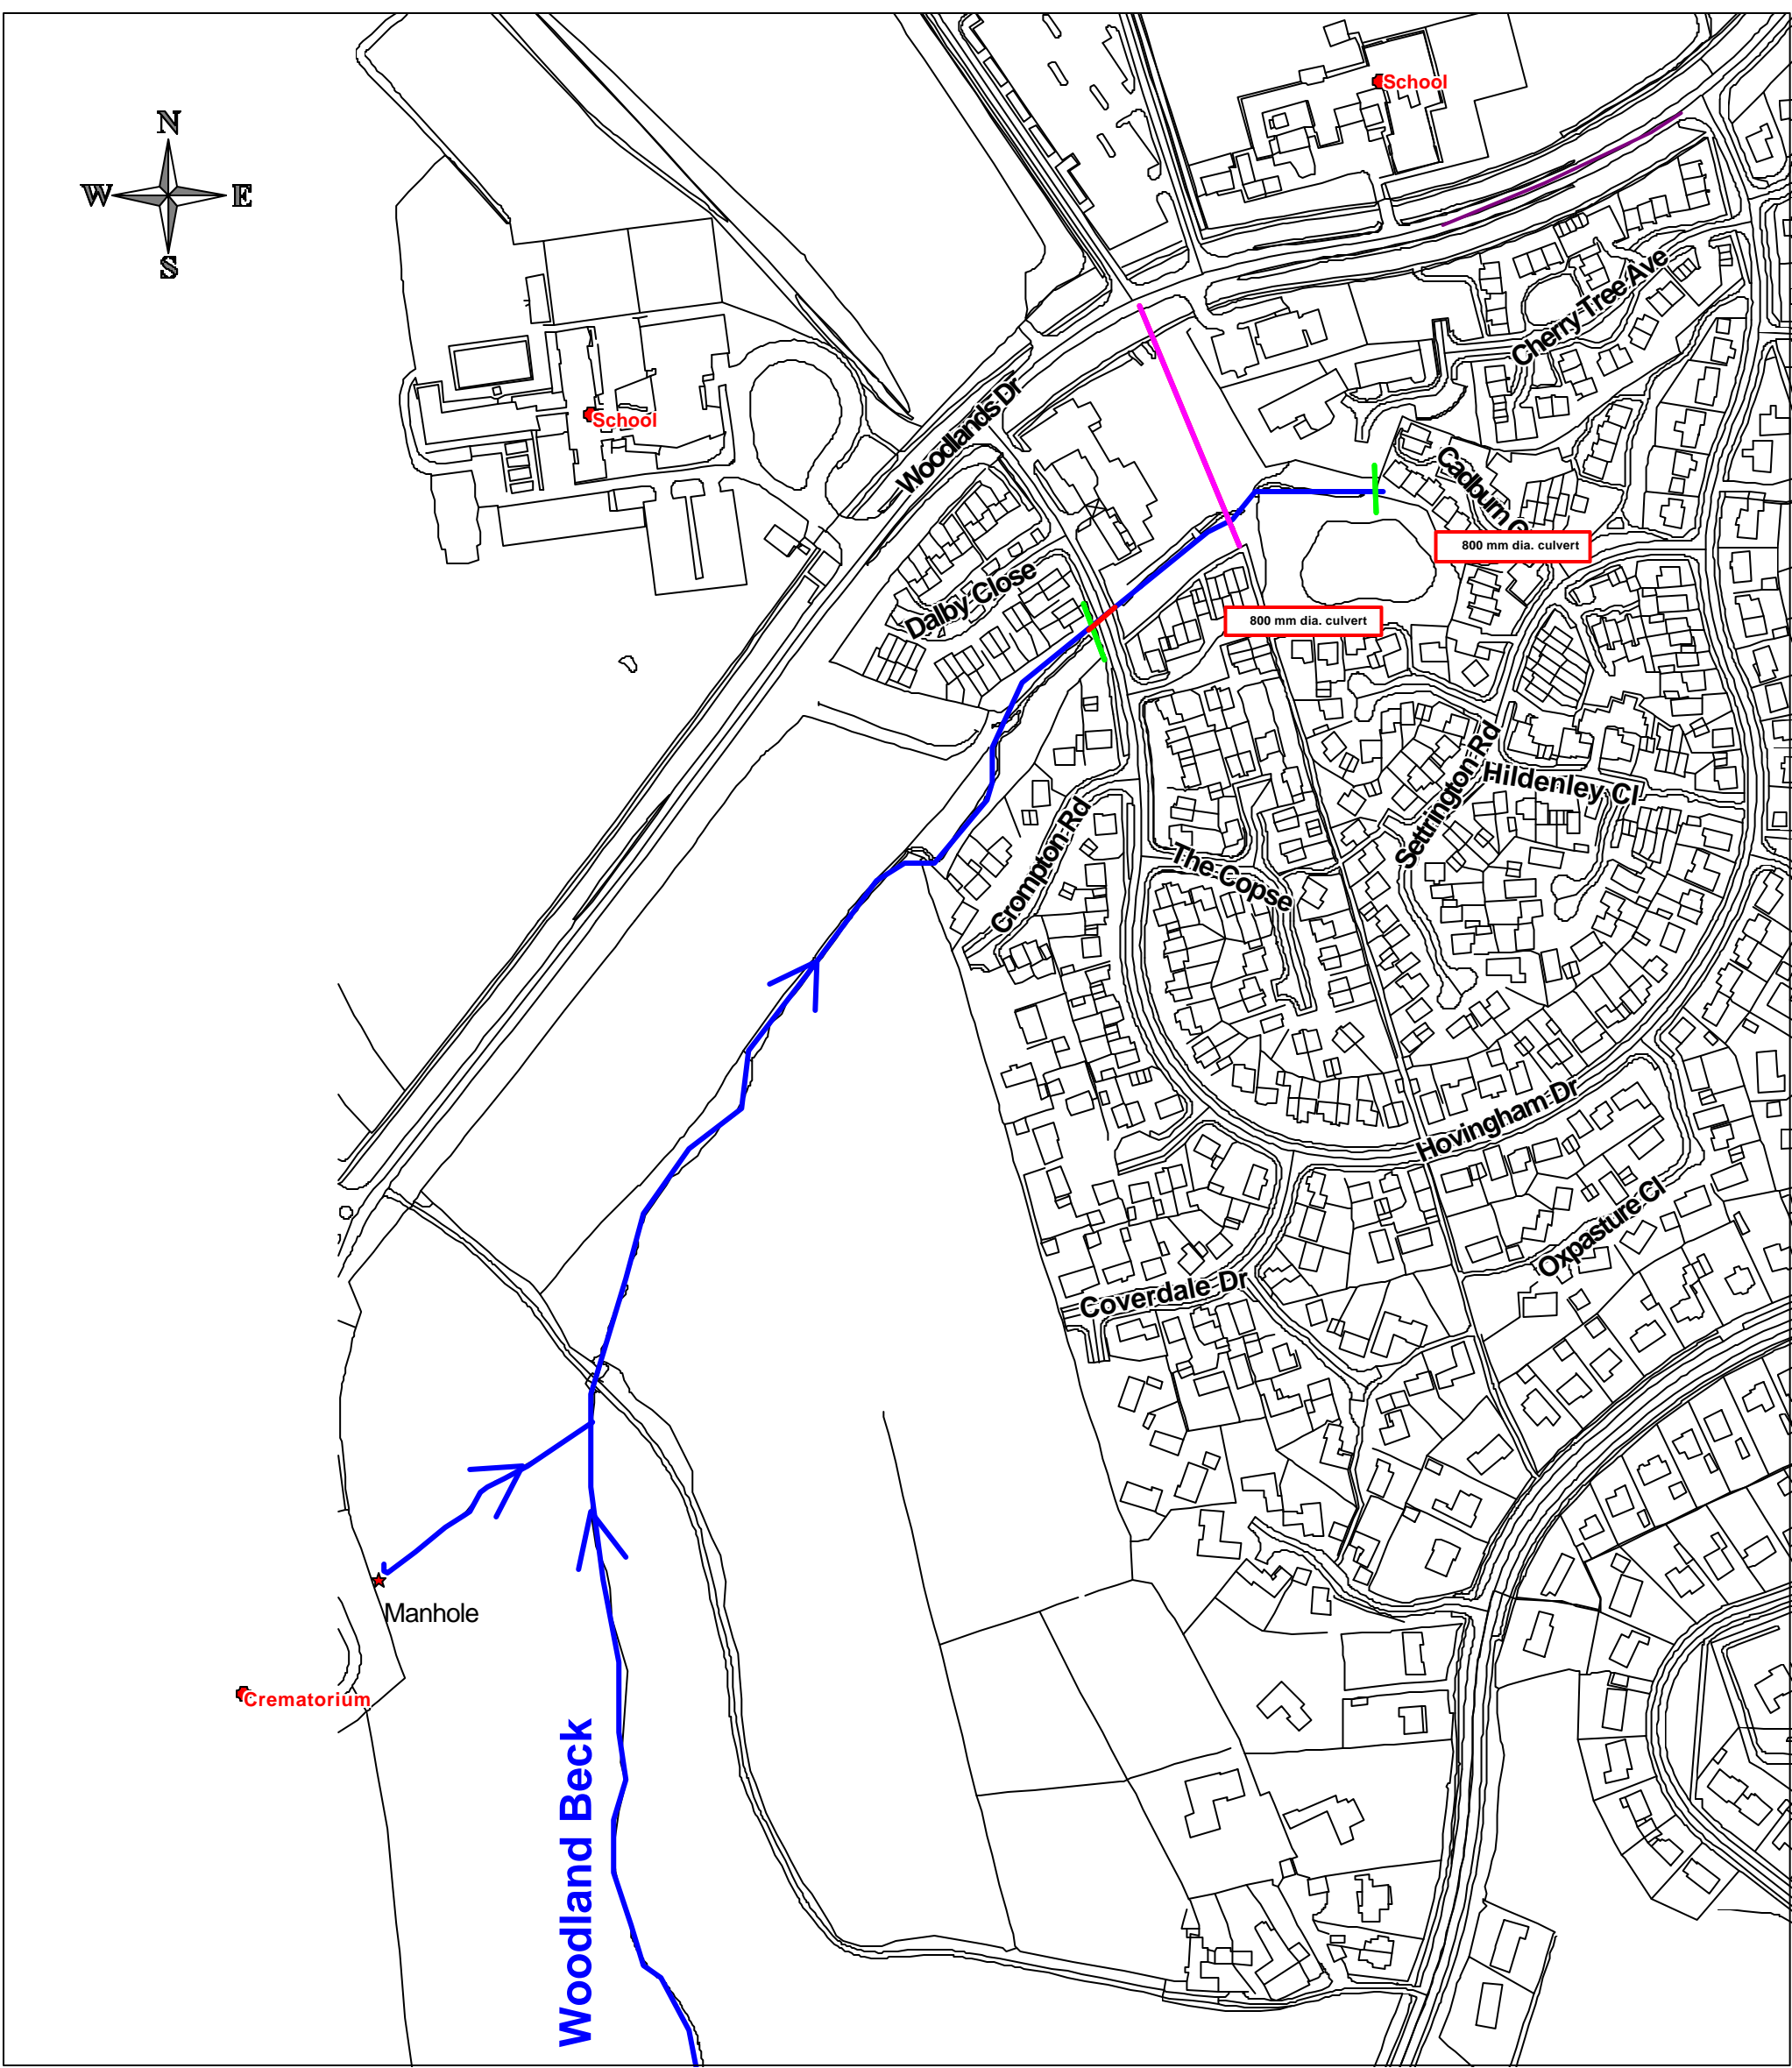 School
N
W E
S
Cherry Tree Ave
School
Woodlands Dr
Cadburn
800 mm dia. culvert
Dalby Close
800 mm dia. culvert
Settrington Rd
Hildenley Cl
Crompton Rd
The Copse
Hovingham Dr
Oxpasture Cl
Coverdale Dr
Manhole
Crematorium
Woodland Beck